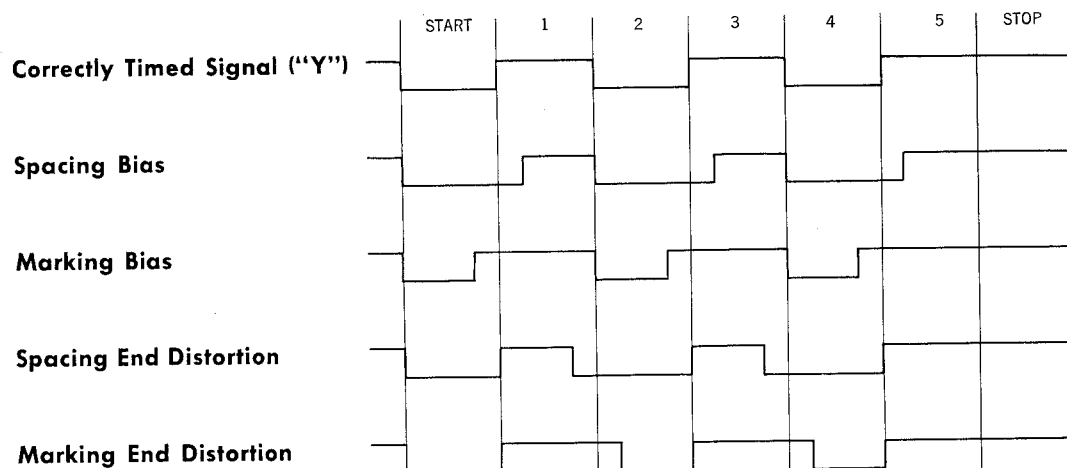 START 1 2 3 4 5 STOP
Correctly Timed Signal (“Y”)
Spacing Bias
Marking Bias
Spacing End Distortion
Marking End Distortion